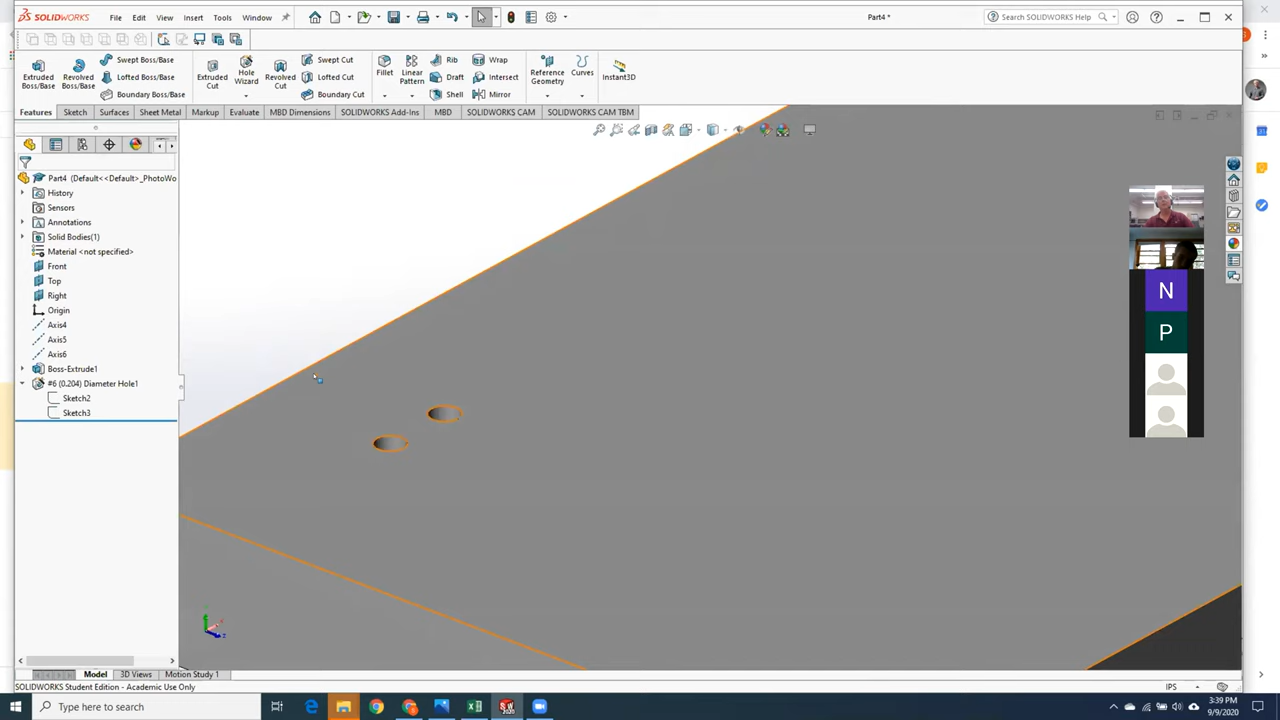 SOLIDWORKS File Edit View Insert Tools Window Part4 * Search SOLIDWORKS Help
Extruded Boss/Base Revolved Boss/Base Swept Boss/Base Lofted Boss/Base Boundary Boss/Base Extruded Cut Hole Wizard Revolved Cut Swept Cut Lofted Cut Boundary Cut Fillet Linear Pattern Rib Draft Shell Wrap Intersect Mirror Reference Geometry Curves Instant3D
Features Sketch Surfaces Sheet Metal Markup Evaluate MBD Dimensions SOLIDWORKS Add-Ins MBD SOLIDWORKS CAM SOLIDWORKS CAM TBM
Part4 (Default<<Default>_PhotoWo
History
Sensors
Annotations
Solid Bodies(1)
Material <not specified>
Front
Top
Right
Origin
Axis4
Axis5
Axis6
Boss-Extrude1
#6 (0.204) Diameter Hole1
Sketch2
Sketch3
N
P
Model 3D Views Motion Study 1
SOLIDWORKS Student Edition - Academic Use Only IPS
Type here to search
3:39 PM
9/9/2020